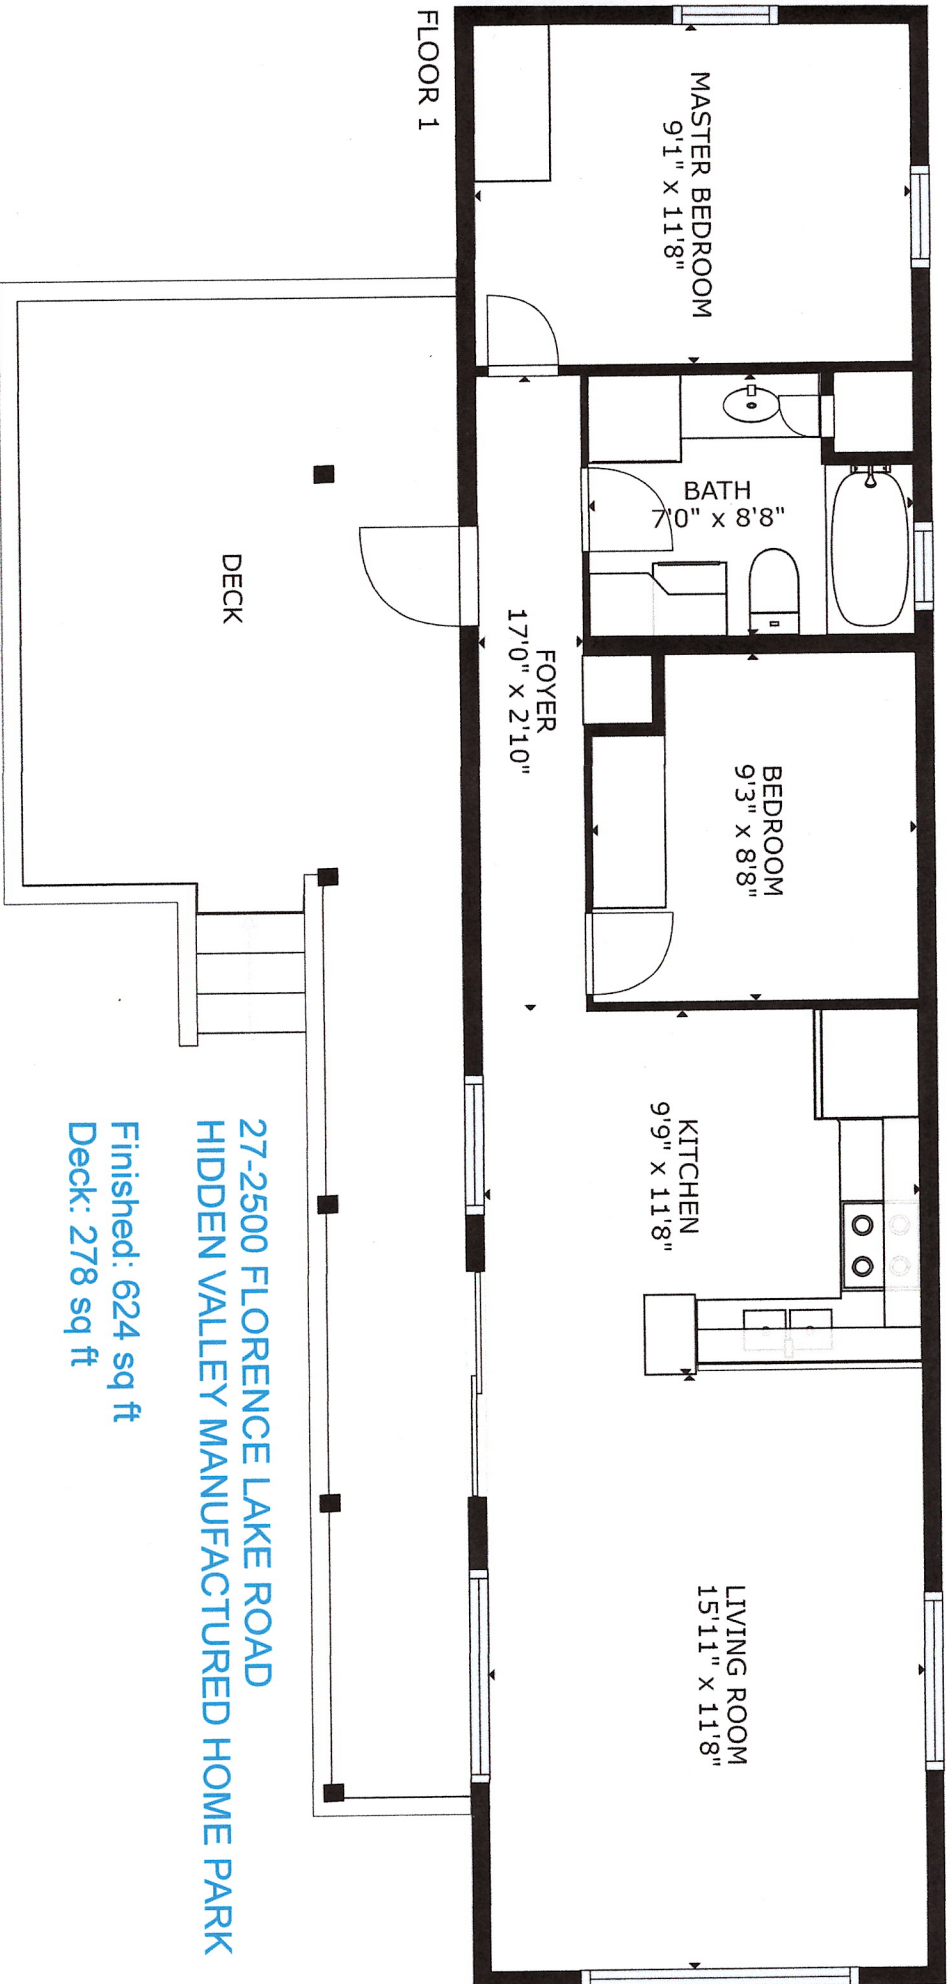 MASTER BEDROOM
9'1" x 11'8"
BATH
7'0" x 8'8"
BEDROOM
9'3" x 8'8"
KITCHEN
9'9" x 11'8"
LIVING ROOM
15'11" x 11'8"
FOYER
17'0" x 2'10"
DECK
FLOOR 1
27-2500 FLORENCE LAKE ROAD
HIDDEN VALLEY MANUFACTURED HOME PARK
Finished: 624 sq ft
Deck: 278 sq ft